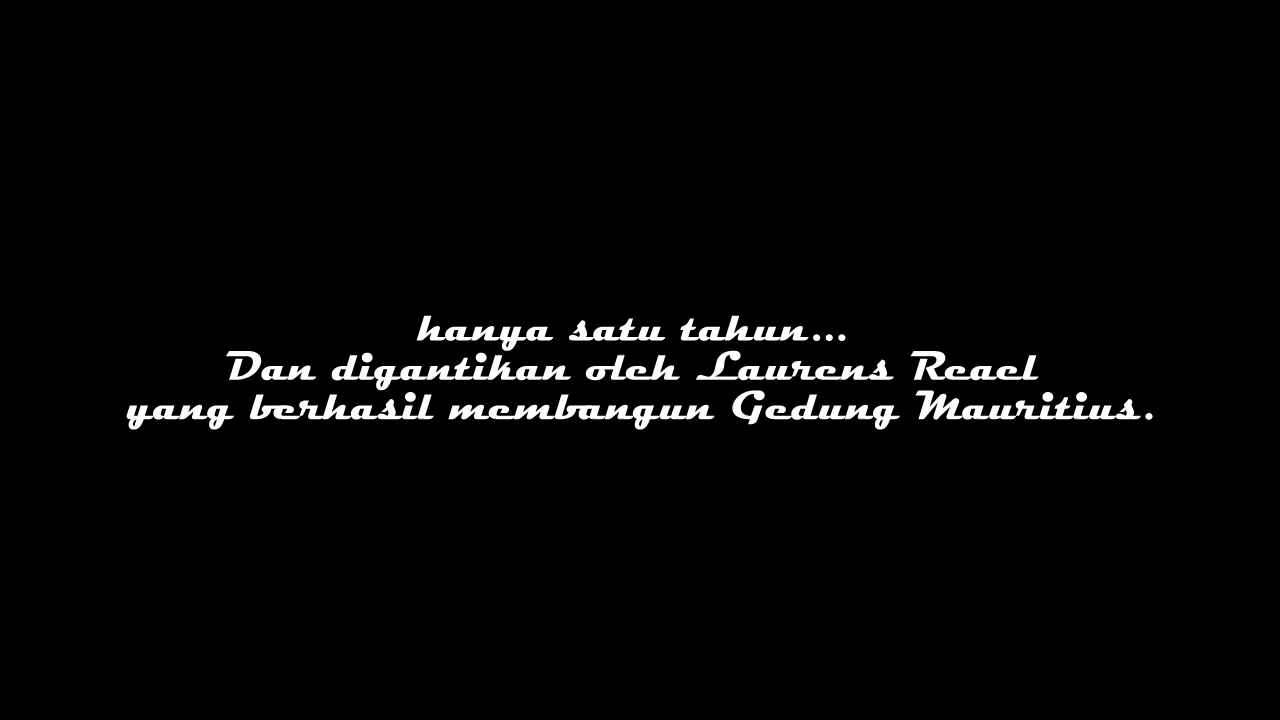 hanya satu tahun...
Dan digantikan oleh Laurens Reael
yang berhasil membangun Gedung Mauritius.